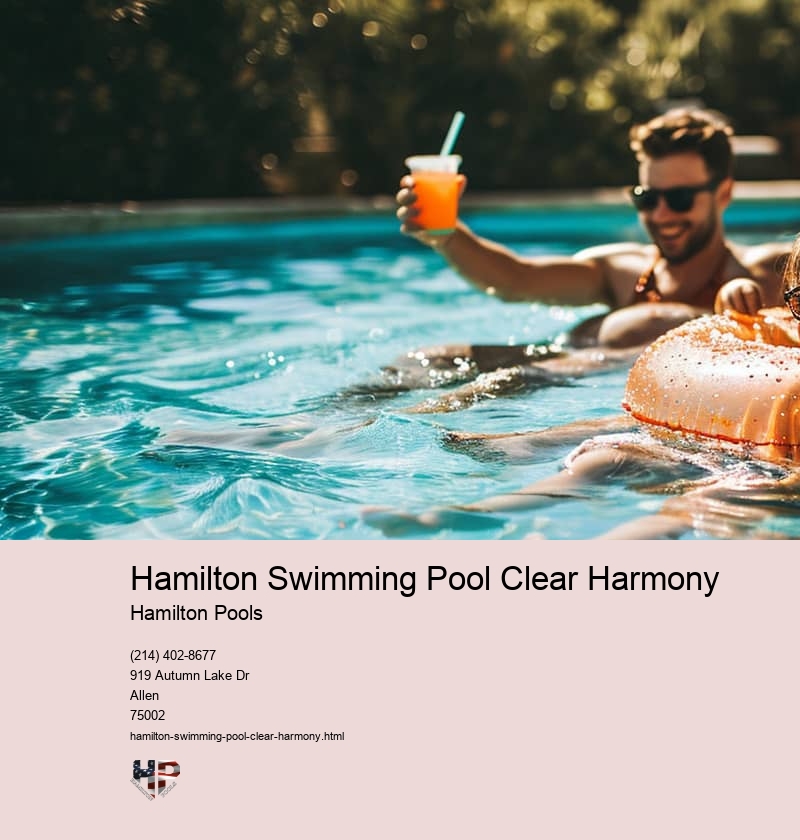 Hamilton Swimming Pool Clear Harmony
Hamilton Pools
(214) 402-8677
919 Autumn Lake Dr
Allen
75002
hamilton-swimming-pool-clear-harmony.html
HP